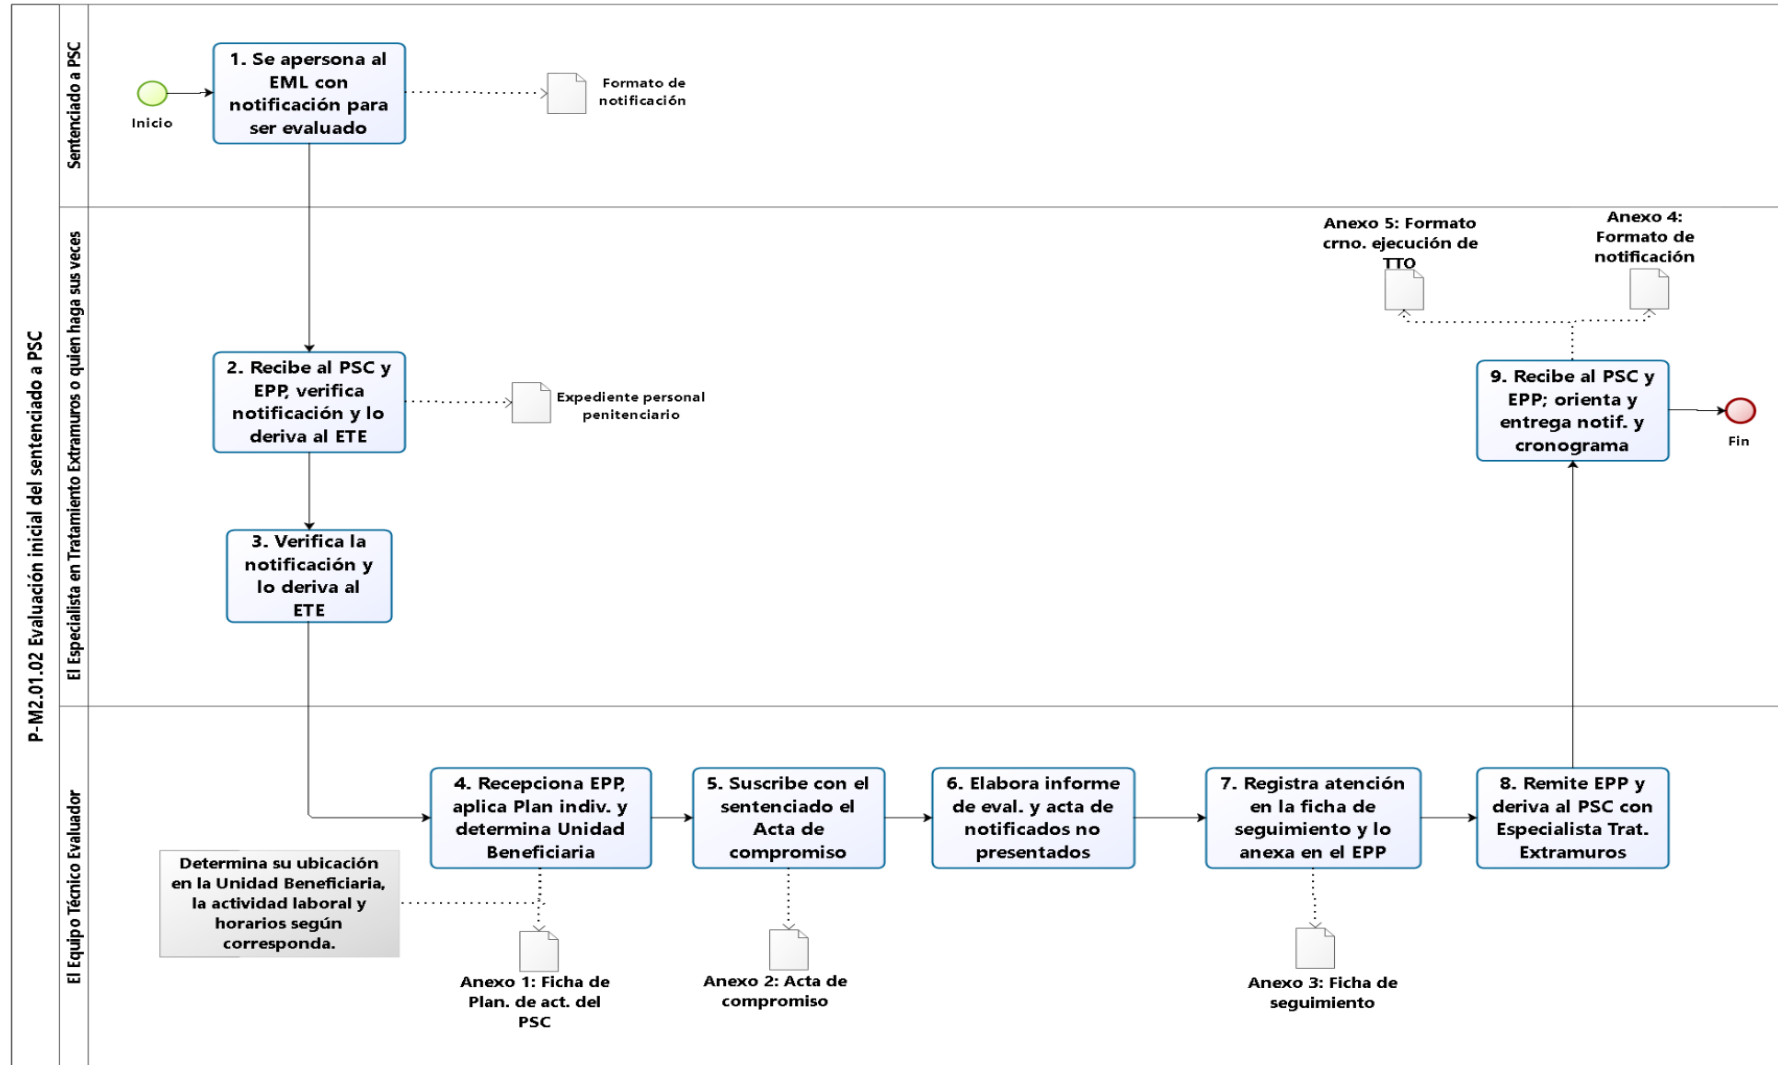 P-M2.01.02 Evaluación inicial del sentenciado a PSC
Sentenciado a PSC
Inicio
1. Se apersona al
EML con
notificación para
ser evaluado
Formato de
notificación
El Especialista en Tratamiento Extramuros o quien haga sus veces
2. Recibe al PSC y
EPP, verifica
notificación y lo
deriva al ETE
Expediente personal
penitenciario
3. Verifica la
notificación y
lo deriva al
ETE
Anexo 5: Formato
crno. ejecución de
TTO
Anexo 4:
Formato de
notificación
9. Recibe al PSC y
EPP; orienta y
entrega notif. y
cronograma
Fin
El Equipo Técnico Evaluador
4. Recepciona EPP,
aplica Plan indiv. y
determina Unidad
Beneficiaria
Determina su ubicación
en la Unidad Beneficiaria,
la actividad laboral y
horarios según
corresponda.
Anexo 1: Ficha de
Plan. de act. del
PSC
5. Suscribe con el
sentenciado el
Acta de
compromiso
Anexo 2: Acta de
compromiso
6. Elabora informe
de eval. y acta de
notificados no
presentados
7. Registra atención
en la ficha de
seguimiento y lo
anexa en el EPP
Anexo 3: Ficha de
seguimiento
8. Remite EPP y
deriva al PSC con
Especialista Trat.
Extramuros